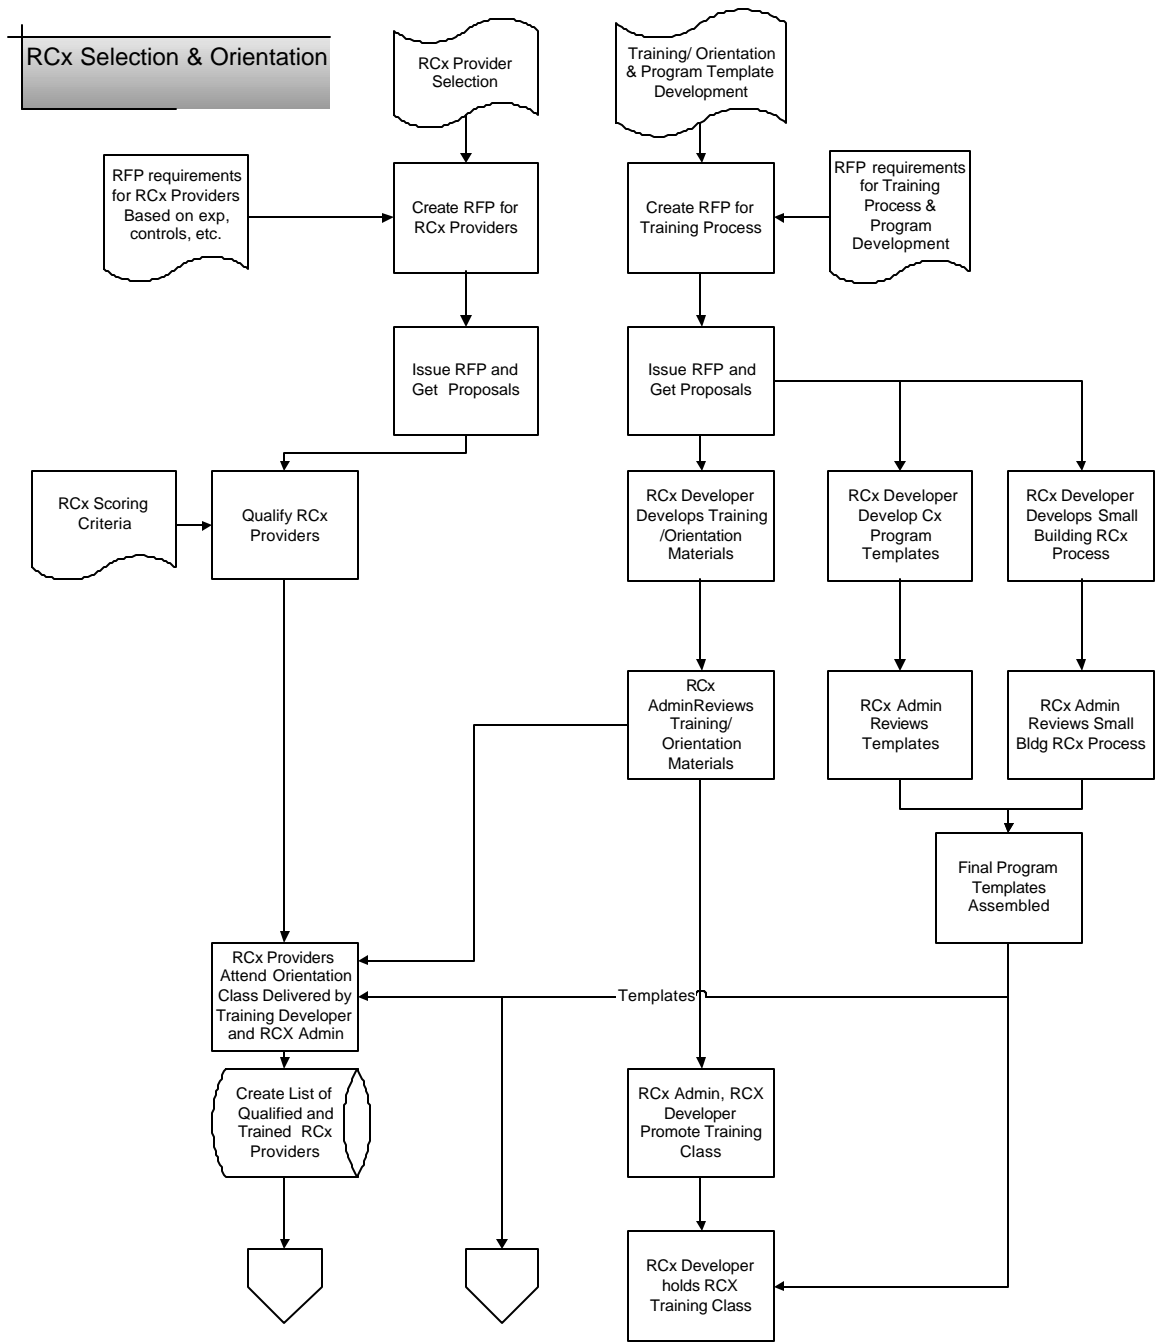 RCx Selection & Orientation
RCx Provider
Selection
Training/ Orientation
& Program Template
Development
RFP requirements
for RCx Providers
Based on exp,
controls, etc.
Create RFP for
RCx Providers
Create RFP for
Training Process
RFP requirements
for Training
Process &
Program
Development
Issue RFP and
Get Proposals
Issue RFP and
Get Proposals
RCx Scoring
Criteria
Qualify RCx
Providers
RCx Developer
Develops Training
/Orientation
Materials
RCx Developer
Develop Cx
Program
Templates
RCx Developer
Develops Small
Building RCx
Process
RCx
AdminReviews
Training/
Orientation
Materials
RCx Admin
Reviews
Templates
RCx Admin
Reviews Small
Bldg RCx Process
Final Program
Templates
Assembled
RCx Providers
Attend Orientation
Class Delivered by
Training Developer
and RCX Admin
Templates
Create List of
Qualified and
Trained RCx
Providers
RCx Admin, RCX
Developer
Promote Training
Class
RCx Developer
holds RCX
Training Class